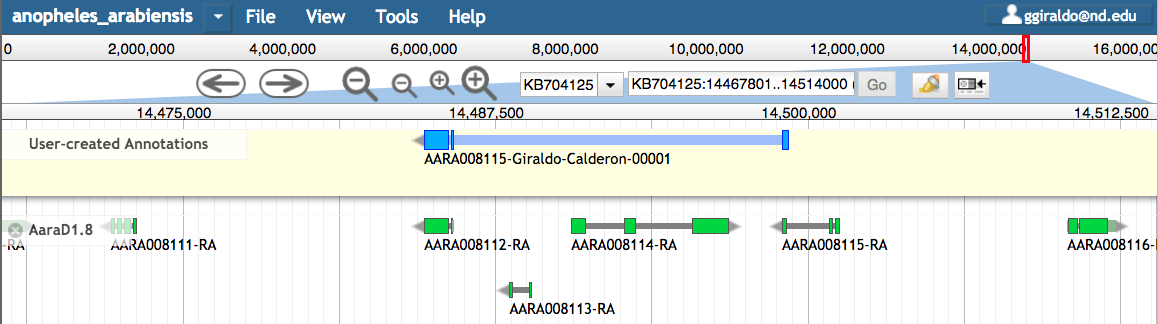 anopheles_arabiensis File View Tools Help ggiraldo@nd.edu
0 2,000,000 4,000,000 6,000,000 8,000,000 10,000,000 12,000,000 14,000,000 16,000,00
KB704125 KB704125:14467801..14514000 ( Go
14,475,000 14,487,500 14,500,000 14,512,500
User-created Annotations
AARA008115-Giraldo-Calderon-00001
AaraD1.8
-RA AARA008111-RA AARA008112-RA AARA008114-RA AARA008115-RA AARA008116-
AARA008113-RA